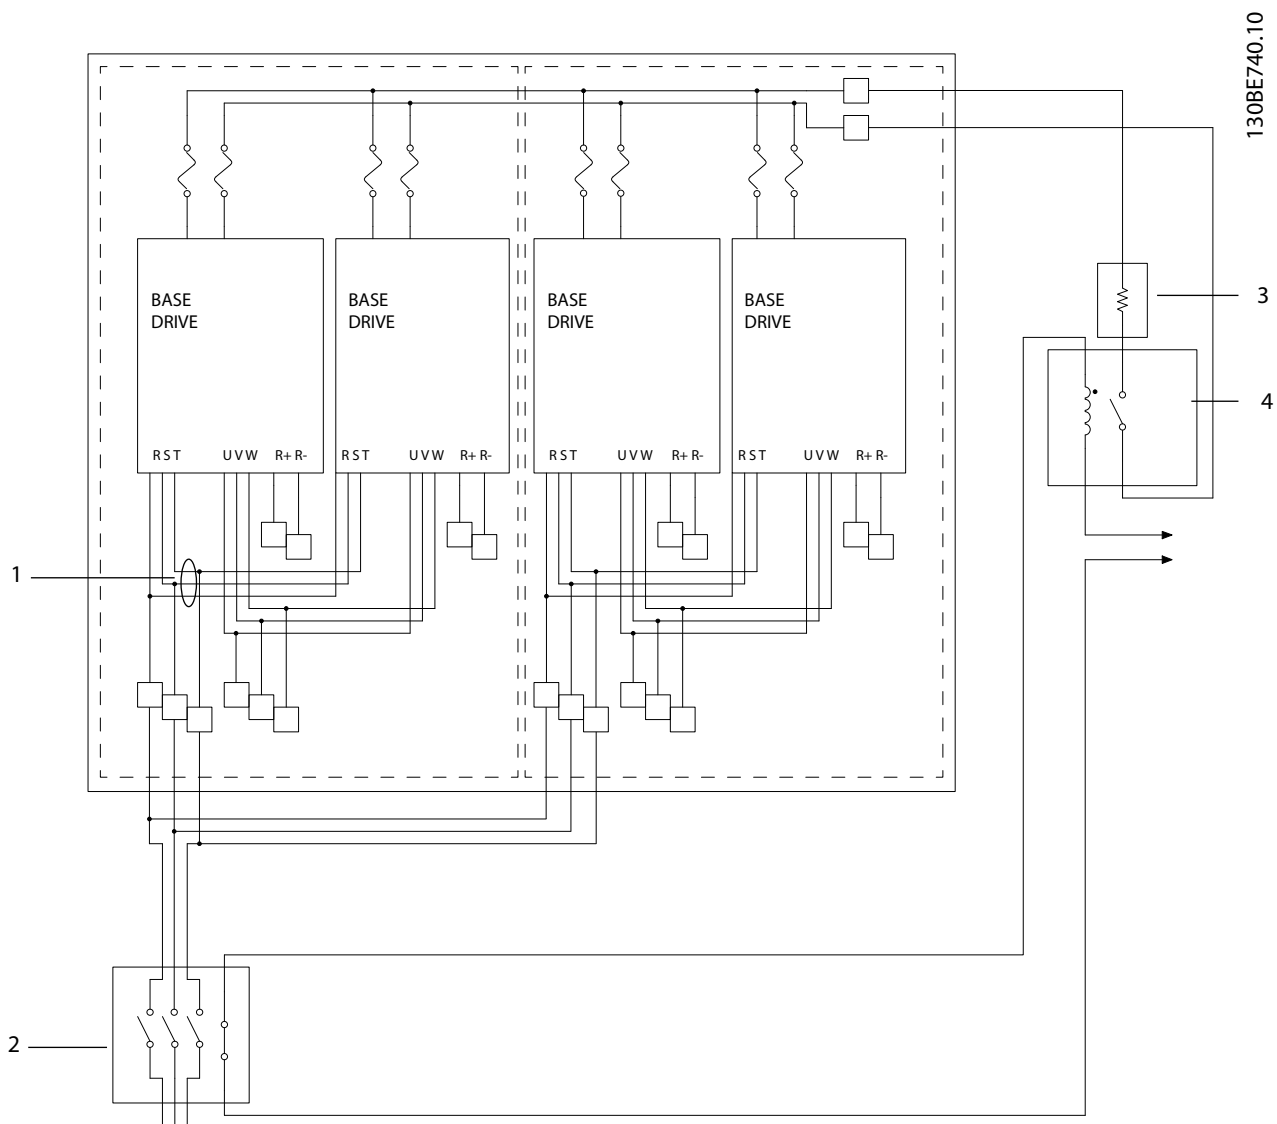 130BE740.10
BASE
DRIVE
BASE
DRIVE
BASE
DRIVE
BASE
DRIVE
3
4
R S T U V W R+ R-
R S T U V W R+ R-
R S T U V W R+ R-
R S T U V W R+ R-
1
2